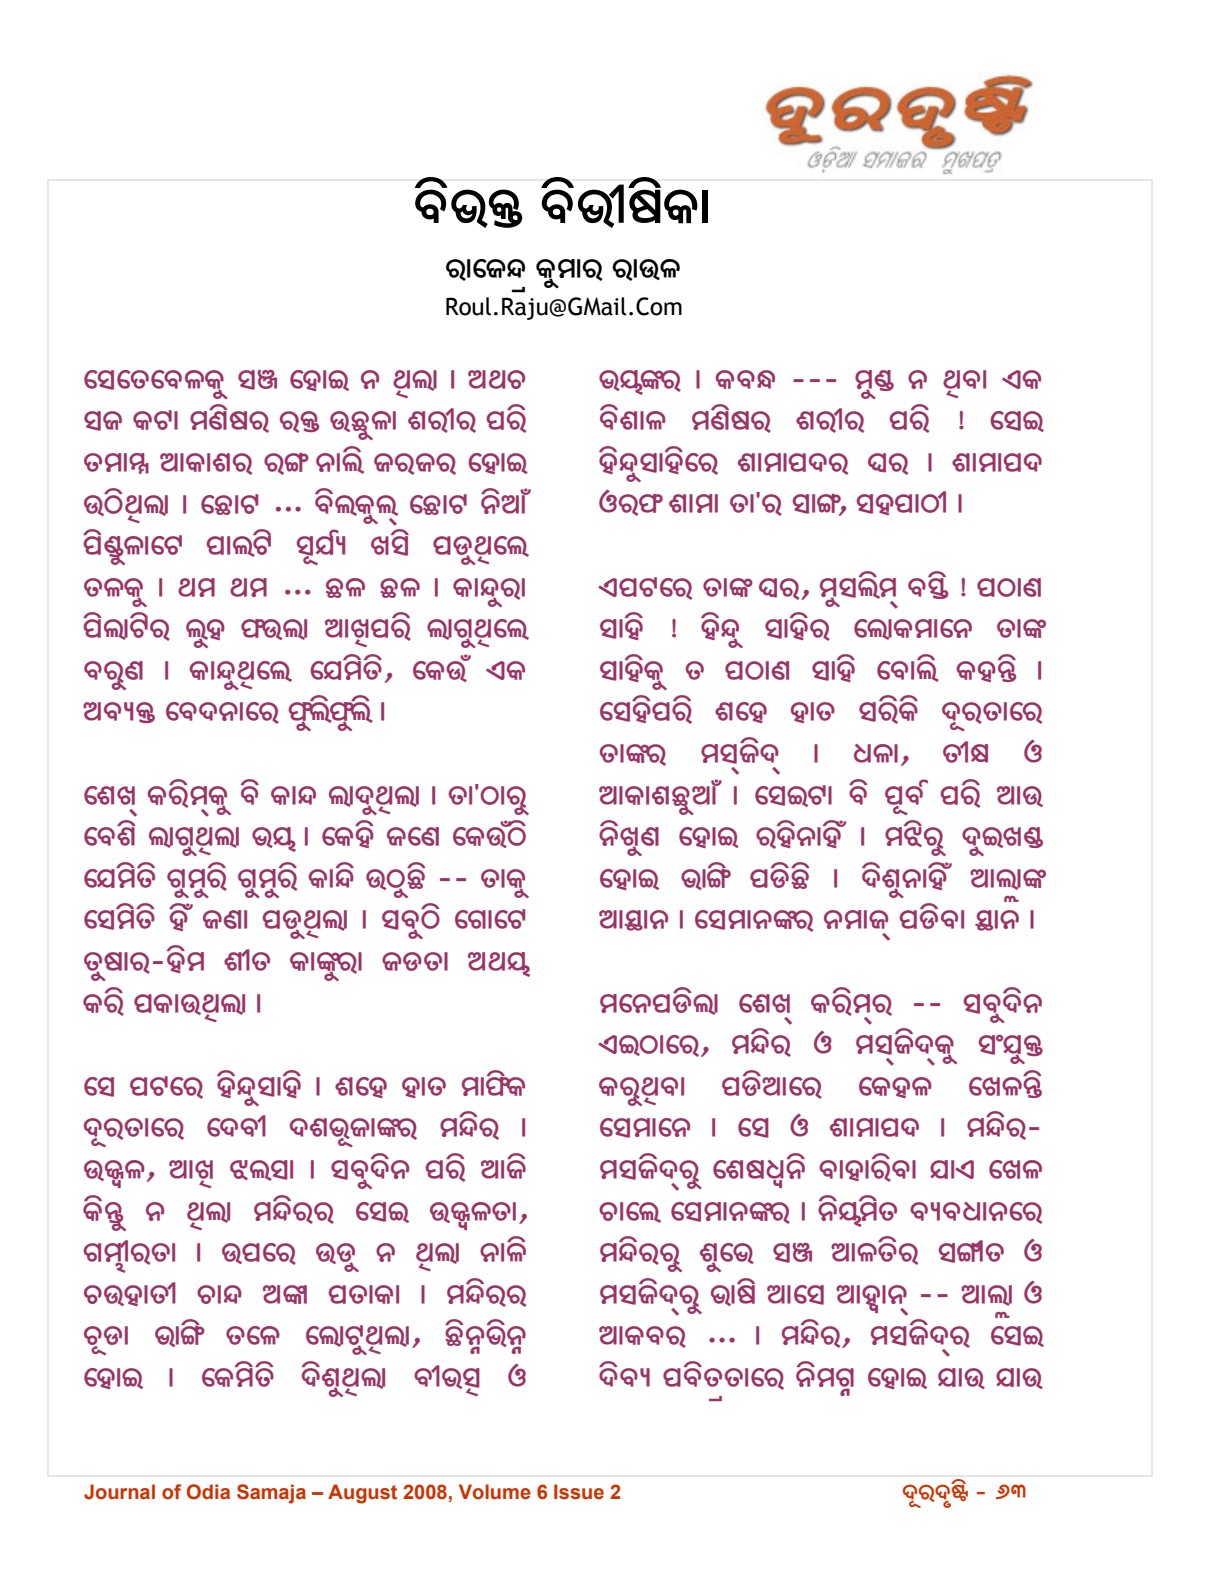 ଦୂରଦୃଷ୍ଟି
ଓଡ଼ିଆ ସମାଜର ମୁଖପତ୍ର
ବିଭକ୍ତ ବିଭୀଷିକା
ରାଜେନ୍ଦ୍ର କୁମାର ରାଉଳ
Roul.Raju@GMail.Com
ସେତେବେଳକୁ ସଞ୍ଜ ହୋଇ ନ ଥିଲା । ଅଥଚ
ସଜ କଟା ମଣିଷର ରକ୍ତ ଉଛୁଳା ଶରୀର ପରି
ତମାମ୍ନ ଆକାଶର ରଙ୍ଗ ନାଲି ଜରଜର ହୋଇ
ଉଠିଥିଲା । ଛୋଟ ... ବିଲକୁଲ୍ ଛୋଟ ନିଆଁ
ପିଣ୍ଡୁଳାଟେ ପାଲଟି ସୂର୍ଯ୍ୟ ଖସି ପଡୁଥିଲେ
ତଳକୁ । ଥମ ଥମ ... ଛଳ ଛଳ । କାନ୍ଦୁରା
ପିଲାଟିର ଲୁହ ଫଉଲା ଆଖିପରି ଲାଗୁଥିଲେ
ବରୁଣ । କାନ୍ଦୁଥିଲେ ଯେମିତି, କେଉଁ ଏକ
ଅବ୍ୟକ୍ତ ବେଦନାରେ ଫୁଲିଫୁଲି ।
ଶେଖ୍ କରିମ୍‌କୁ ବି କାନ୍ଦ ଲାଦୁଥିଲା । ତା'ଠାରୁ
ବେଶି ଲାଗୁଥିଲା ଭୟ । କେହି ଜଣେ କେଉଁଠି
ଯେମିତି ଗୁମୁରି ଗୁମୁରି କାନ୍ଦି ଉଠୁଛି -- ତାକୁ
ସେମିତି ହିଁ ଜଣା ପଡୁଥିଲା । ସବୁଠି ଗୋଟେ
ତୁଷାର-ହିମ ଶୀତ କାଙ୍କୁରା ଜଡତା ଅଥୟ
କରି ପକାଉଥିଲା ।
ସେ ପଟରେ ହିନ୍ଦୁସାହି । ଶହେ ହାତ ମାଫିକ
ଦୂରତାରେ ଦେବୀ ଦଶଭୂଜାଙ୍କର ମନ୍ଦିର ।
ଉଜ୍ଜ୍ୱଳ, ଆଖି ଝଲସା । ସବୁଦିନ ପରି ଆଜି
କିନ୍ତୁ ନ ଥିଲା ମନ୍ଦିରର ସେଇ ଉଜ୍ଜ୍ୱଳତା,
ଗମ୍ଭୀରତା । ଉପରେ ଉଡୁ ନ ଥିଲା ନାଲି
ଚଉହାତୀ ଚାନ୍ଦ ଅଙ୍କା ପତାକା । ମନ୍ଦିରର
ଚୂଡା ଭାଙ୍ଗି ତଳେ ଲୋଟୁଥିଲା, ଛିନ୍ନଭିନ୍ନ
ହୋଇ । କେମିତି ଦିଶୁଥିଲା ବୀଭତ୍ସ ଓ
ଭୟଙ୍କର । କବନ୍ଧ --- ମୁଣ୍ଡ ନ ଥିବା ଏକ
ବିଶାଳ ମଣିଷର ଶରୀର ପରି ! ସେଇ
ହିନ୍ଦୁସାହିରେ ଶାମାପଦର ଘର । ଶାମାପଦ
ଓରଫ ଶାମା ତା'ର ସାଙ୍ଗ, ସହପାଠୀ ।
ଏପଟରେ ତାଙ୍କ ଘର, ମୁସଲିମ୍ ବସ୍ତି ! ପଠାଣ
ସାହି ! ହିନ୍ଦୁ ସାହିର ଲୋକମାନେ ତାଙ୍କ
ସାହିକୁ ତ ପଠାଣ ସାହି ବୋଲି କହନ୍ତି ।
ସେହିପରି ଶହେ ହାତ ସରିକି ଦୂରତାରେ
ତାଙ୍କର ମସ୍‌ଜିଦ୍ । ଧଳା, ତୀକ୍ଷ ଓ
ଆକାଶଛୁଆଁ । ସେଇଟା ବି ପୂର୍ବ ପରି ଆଉ
ନିଖୁଣ ହୋଇ ରହିନାହିଁ । ମଝିରୁ ଦୁଇଖଣ୍ଡ
ହୋଇ ଭାଙ୍ଗି ପଡିଛି । ଦିଶୁନାହିଁ ଆଲ୍ଲାଙ୍କ
ଆସ୍ଥାନ । ସେମାନଙ୍କର ନମାଜ୍ ପଡିବା ସ୍ଥାନ ।
ମନେପଡିଲା ଶେଖ୍ କରିମ୍‌ର -- ସବୁଦିନ
ଏଇଠାରେ, ମନ୍ଦିର ଓ ମସ୍‌ଜିଦ୍‌କୁ ସଂଯୁକ୍ତ
କରୁଥିବା ପଡିଆରେ କେହଳ ଖେଳନ୍ତି
ସେମାନେ । ସେ ଓ ଶାମାପଦ । ମନ୍ଦିର-
ମସଜିଦ୍‌ରୁ ଶେଷଧ୍ୱନି ବାହାରିବା ଯାଏ ଖେଳ
ଚାଲେ ସେମାନଙ୍କର । ନିୟମିତ ବ୍ୟବଧାନରେ
ମନ୍ଦିରରୁ ଶୁଭେ ସଞ୍ଜ ଆଳତିର ସଙ୍ଗୀତ ଓ
ମସଜିଦ୍‌ରୁ ଭାଷି ଆସେ ଆହ୍ୱାନ୍ -- ଆଲ୍ଲା ଓ
ଆକବର ... । ମନ୍ଦିର, ମସଜିଦ୍‌ର ସେଇ
ଦିବ୍ୟ ପବିତ୍ରତାରେ ନିମଗ୍ନ ହୋଇ ଯାଉ ଯାଉ
Journal of Odia Samaja – August 2008, Volume 6 Issue 2
ଦୂରଦୃଷ୍ଟି - ୬୩